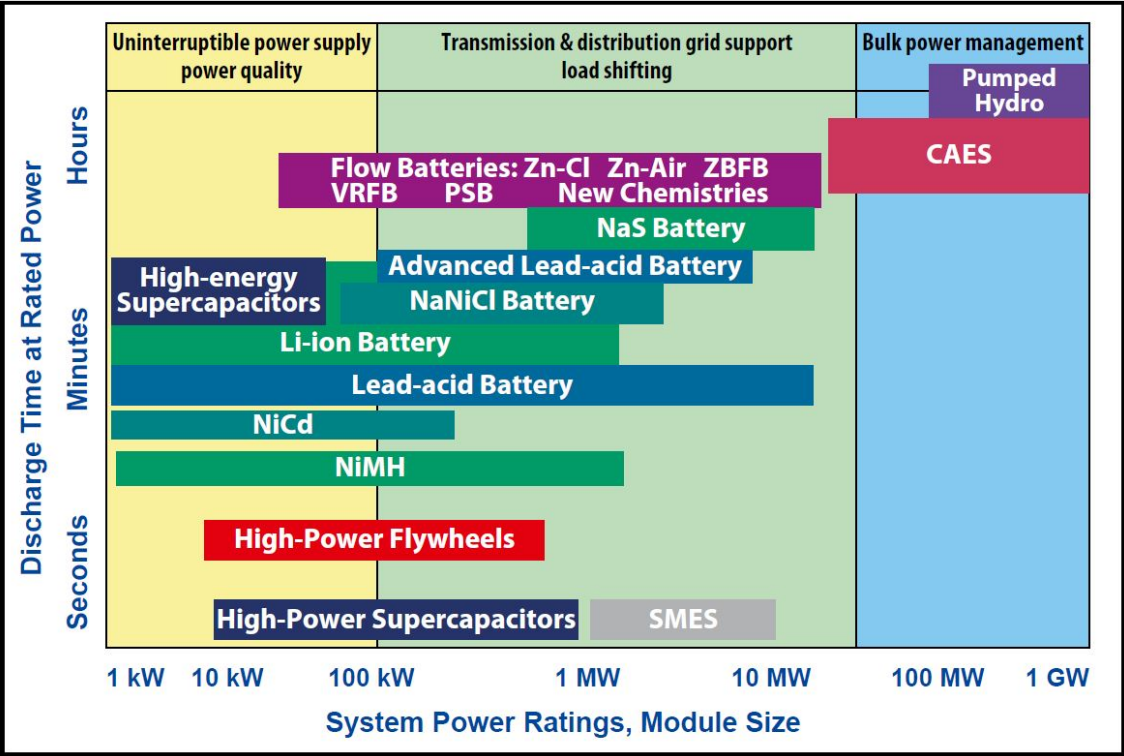 Uninterruptible power supply
power quality
Transmission & distribution grid support
load shifting
Bulk power management
Pumped
Hydro
CAES
Flow Batteries: Zn-Cl Zn-Air ZBFB
VRFB PSB New Chemistries
NaS Battery
Advanced Lead-acid Battery
High-energy
Supercapacitors
NaNiCl Battery
Li-ion Battery
Lead-acid Battery
NiCd
NiMH
High-Power Flywheels
High-Power Supercapacitors
SMES
Discharge Time at Rated Power
Hours
Minutes
Seconds
1 kW 10 kW 100 kW 1 MW 10 MW 100 MW 1 GW
System Power Ratings, Module Size